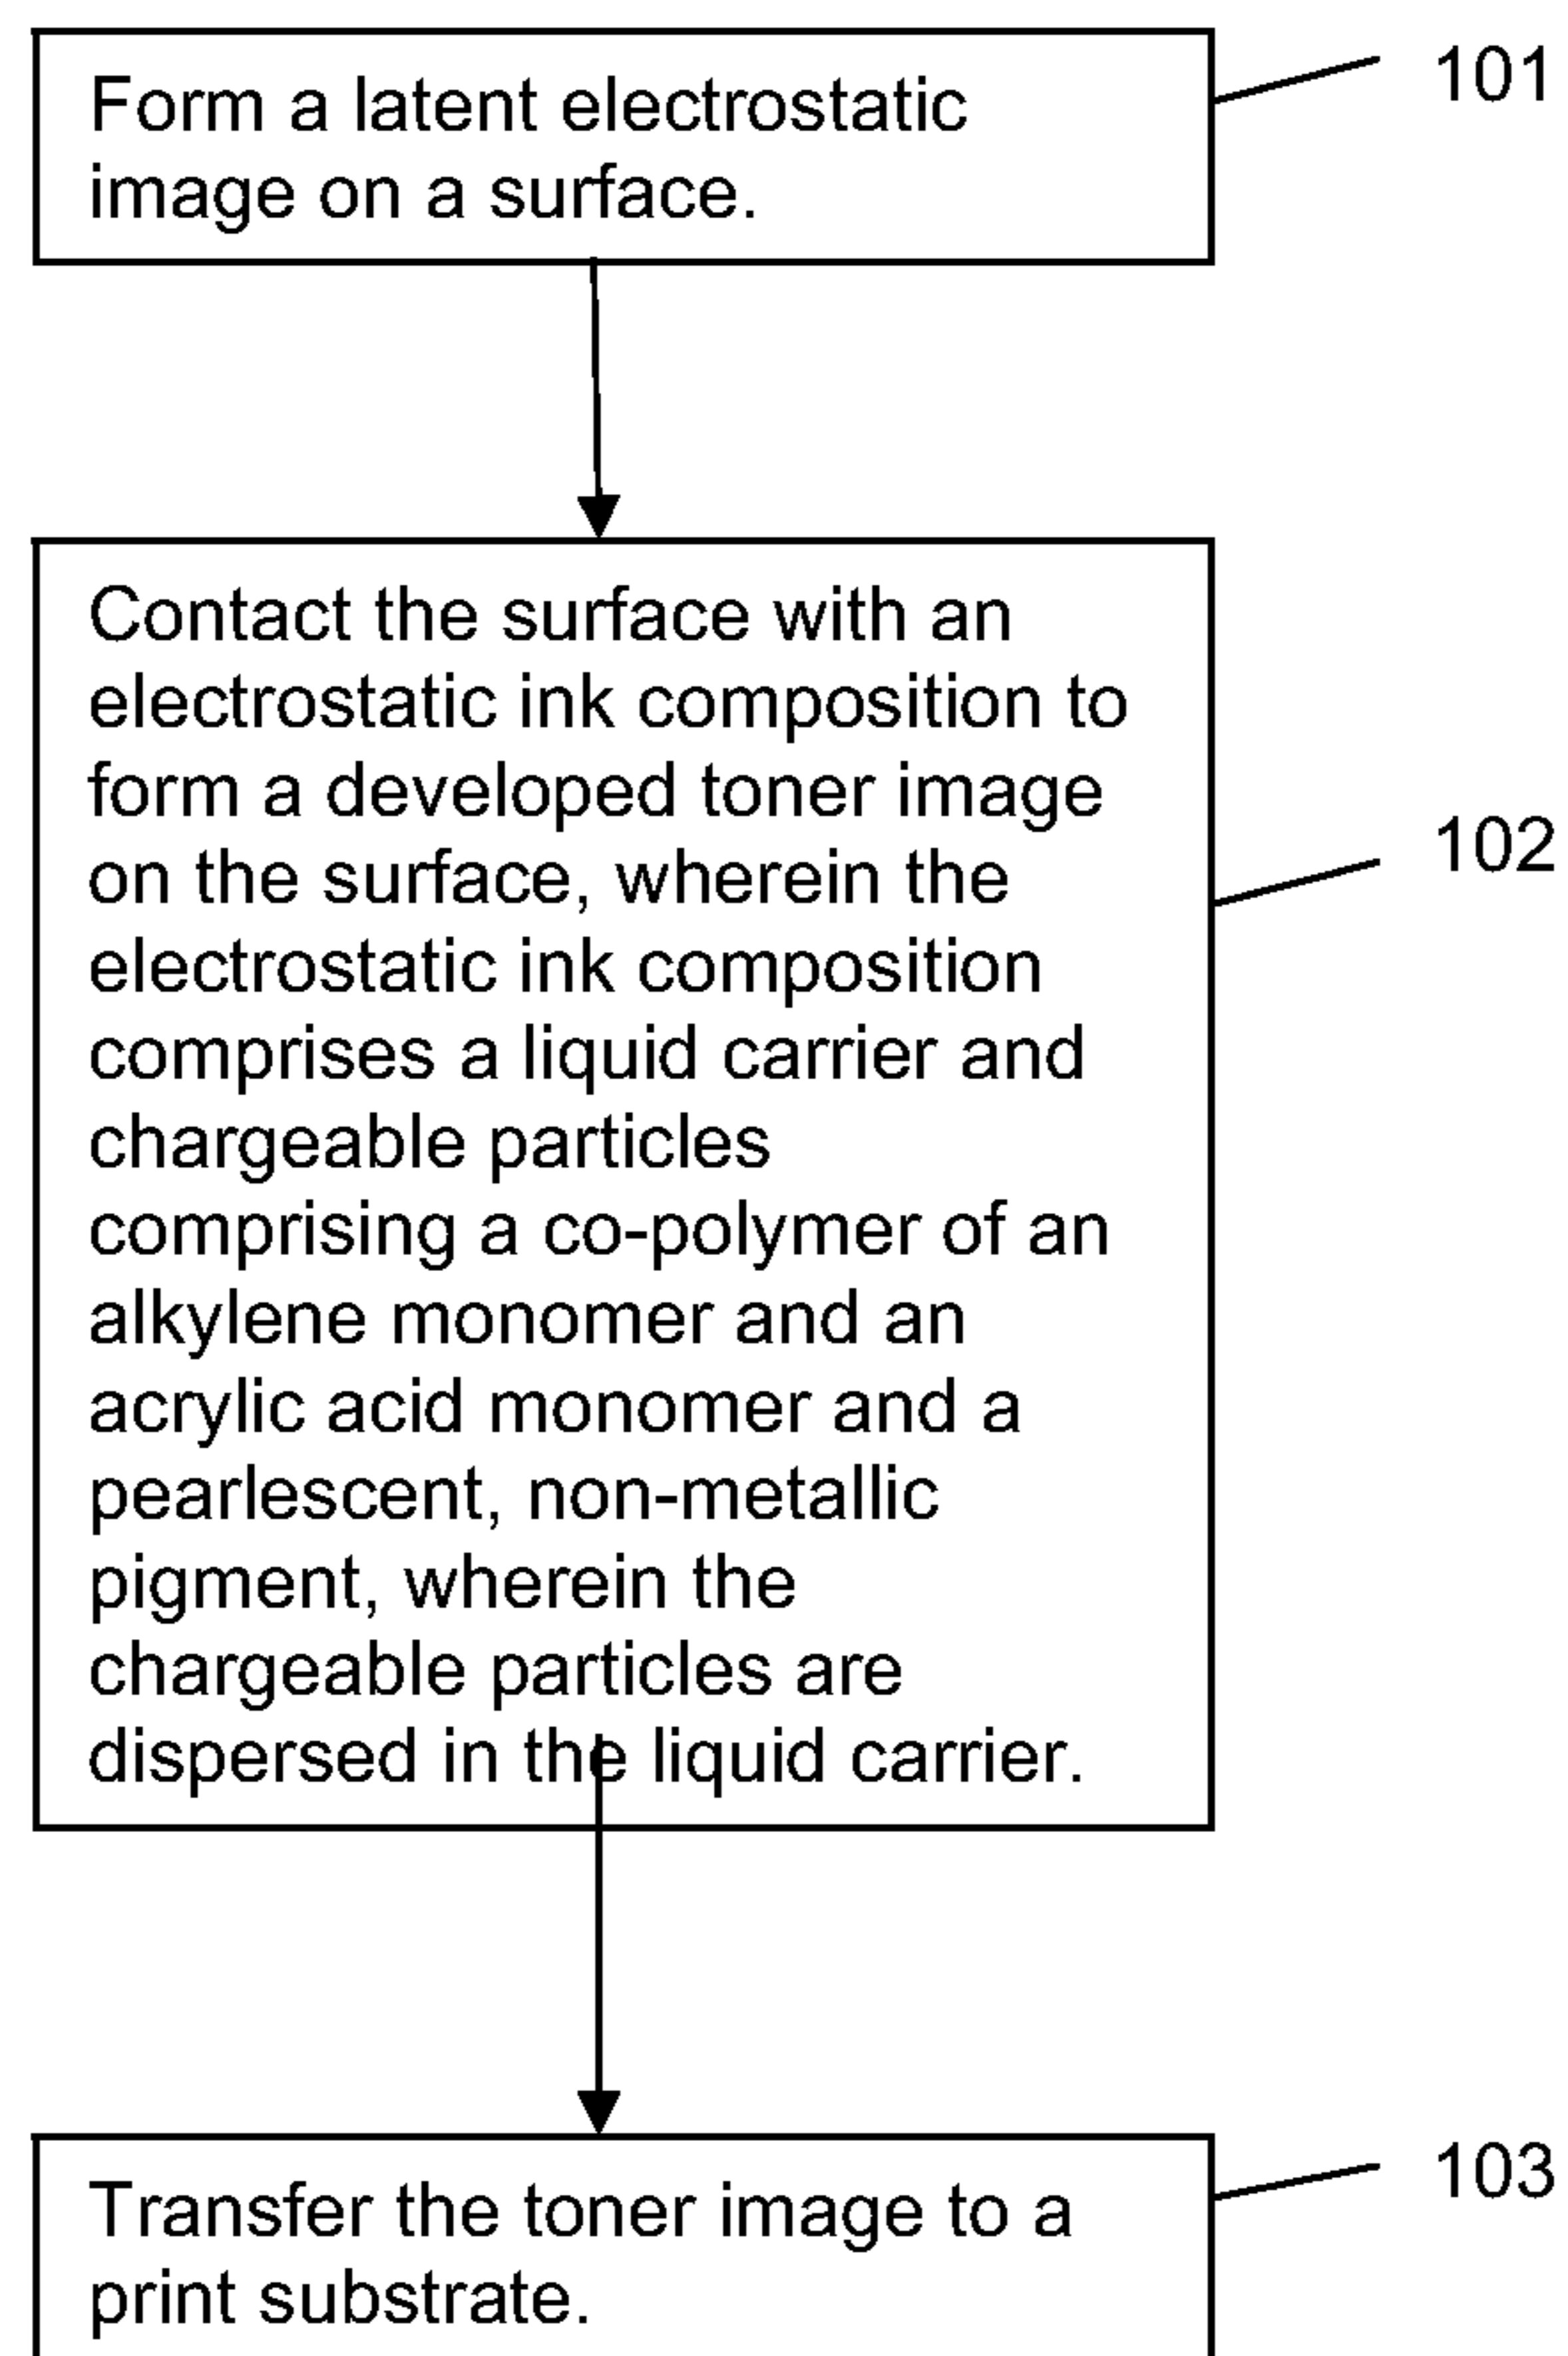 Form a latent electrostatic
image on a surface.
101
Contact the surface with an
electrostatic ink composition to
form a developed toner image
on the surface, wherein the
electrostatic ink composition
comprises a liquid carrier and
chargeable particles
comprising a co-polymer of an
alkylene monomer and an
acrylic acid monomer and a
pearlescent, non-metallic
pigment, wherein the
chargeable particles are
dispersed in the liquid carrier.
102
Transfer the toner image to a
print substrate.
103